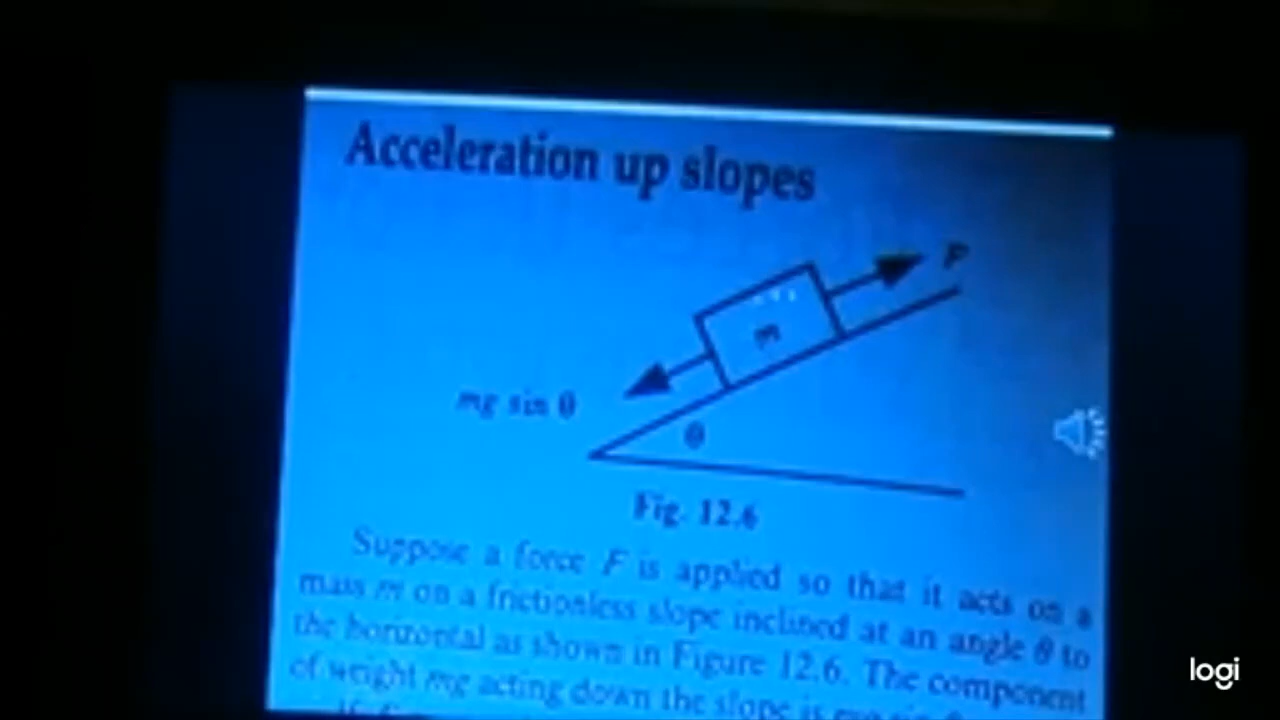 Acceleration up slopes
F
m
mg sin θ
θ
Fig. 12.6
Suppose a force F is applied so that it acts on a
mass m on a frictionless slope inclined at an angle θ to
the horizontal as shown in Figure 12.6. The component
of weight mg acting down the slope is mg sin θ
logi